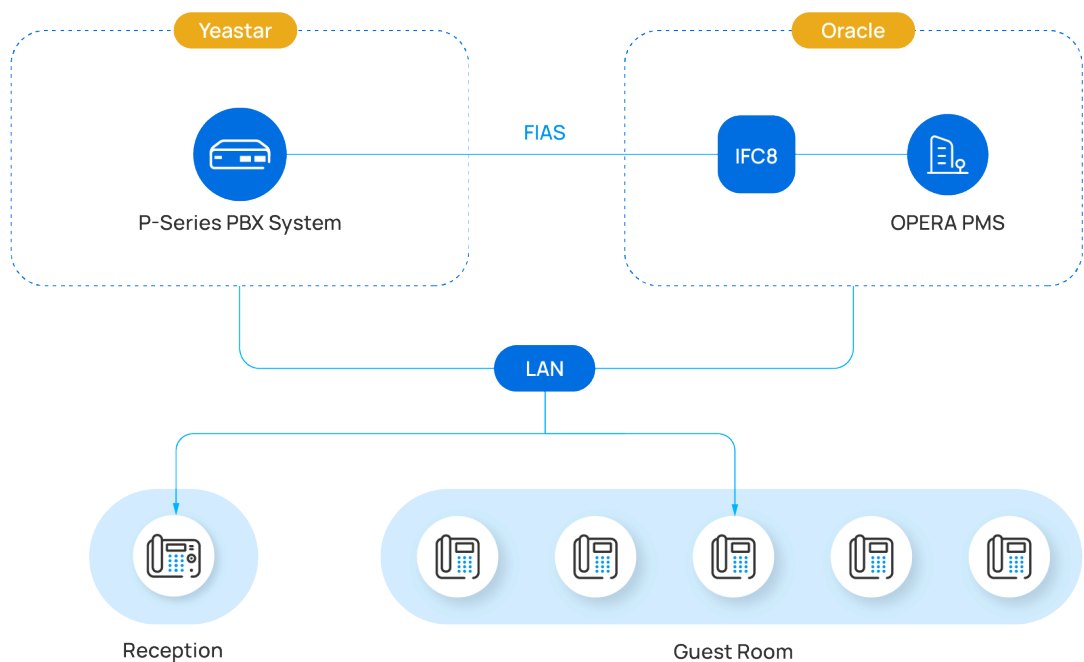 Yeastar
Oracle
FIAS
IFC8
P-Series PBX System
OPERA PMS
LAN
Reception
Guest Room